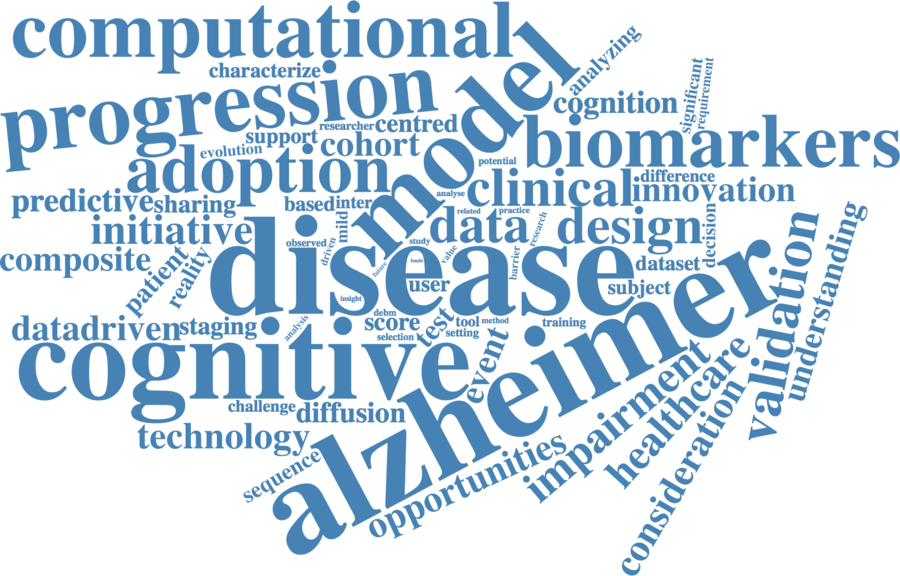 computational
characterize
analyzing
progression
model
significant
requirement
cognition
researcher
centred
support
cohort
evolution
biomarkers
adoption
potential
clinical
difference
innovation
analyse
predictive
sharing
based
inter
mild
data
related
practice
research
design
decision
initiative
disease
observed
driven
study
value
barrier
composite
patient
reality
future
dataset
user
subject
insight
validation
understanding
datadriven
staging
analysis
debm
score
selection
test
tool
method
setting
training
cognitive
event
alzheimer
challenge
diffusion
technology
impairment
healthcare
consideration
sequence
opportunities